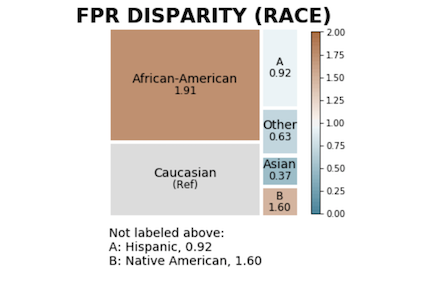 FPR DISPARITY (RACE)
African-American
1.91
A
0.92
Other
0.63
Caucasian
(Ref)
Asian
0.37
B
1.60
2.00
1.75
1.50
1.25
1.00
0.75
0.50
0.25
0.00
Not labeled above:
A: Hispanic, 0.92
B: Native American, 1.60